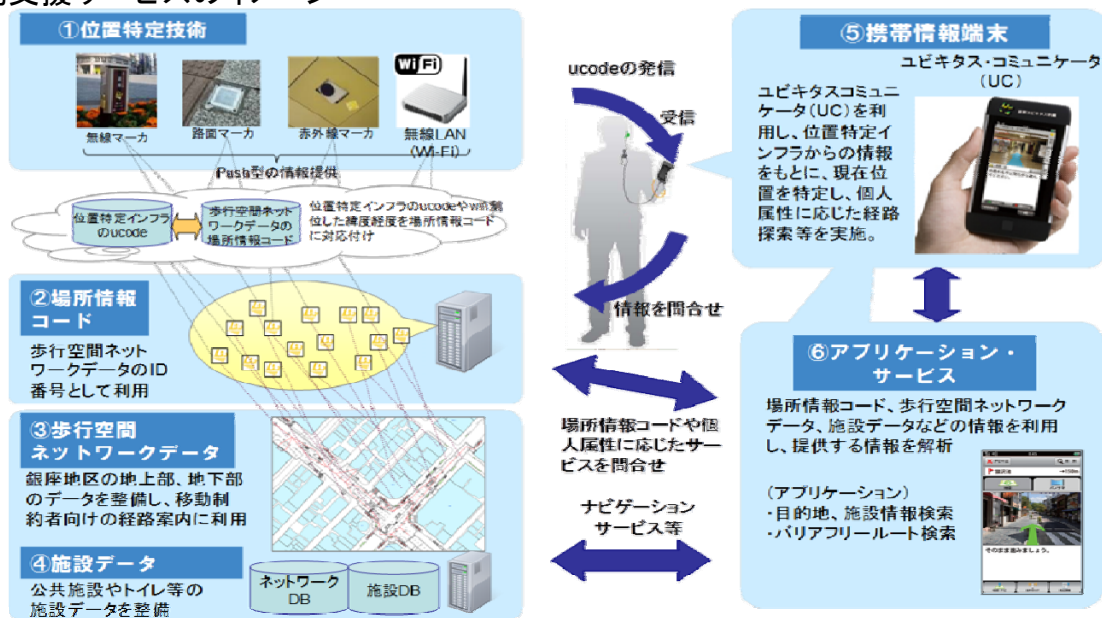 ①位置特定技術
Wi Fi
無線マーカ
路面マーカ
赤外線マーカ
無線LAN
(Wi-Fi)
Push型の情報提供
位置特定インフラ
のucode
歩行空間ネット
ワークデータの
場所情報コード
位置特定インフラのucodeやwifi測
位した緯度経度を場所情報コード
に対応付け
②場所情報
コード
歩行空間ネット
ワークデータのID
番号として利用
③歩行空間
ネットワークデータ
銀座地区の地上部、地下部
のデータを整備し、移動制
約者向けの経路案内に利用
④施設データ
公共施設やトイレ等の
施設データを整備
ネットワーク
DB
施設DB
ucodeの発信
受信
情報を問合せ
場所情報コードや個
人属性に応じたサー
ビスを問合せ
ナビゲーション
サービス等
⑤携帯情報端末
ユビキタス・コミュニケータ
(UC)
ユビキタスコミュニ
ケータ(UC)を利
用し、位置特定イ
ンフラからの情報
をもとに、現在位
置を特定し、個人
属性に応じた経路
探索等を実施。
⑥アプリケーション・
サービス
場所情報コード、歩行空間ネットワーク
データ、施設データなどの情報を利用
し、提供する情報を解析
(アプリケーション)
・目的地、施設情報検索
・バリアフリールート検索
そのまま進みましょう。